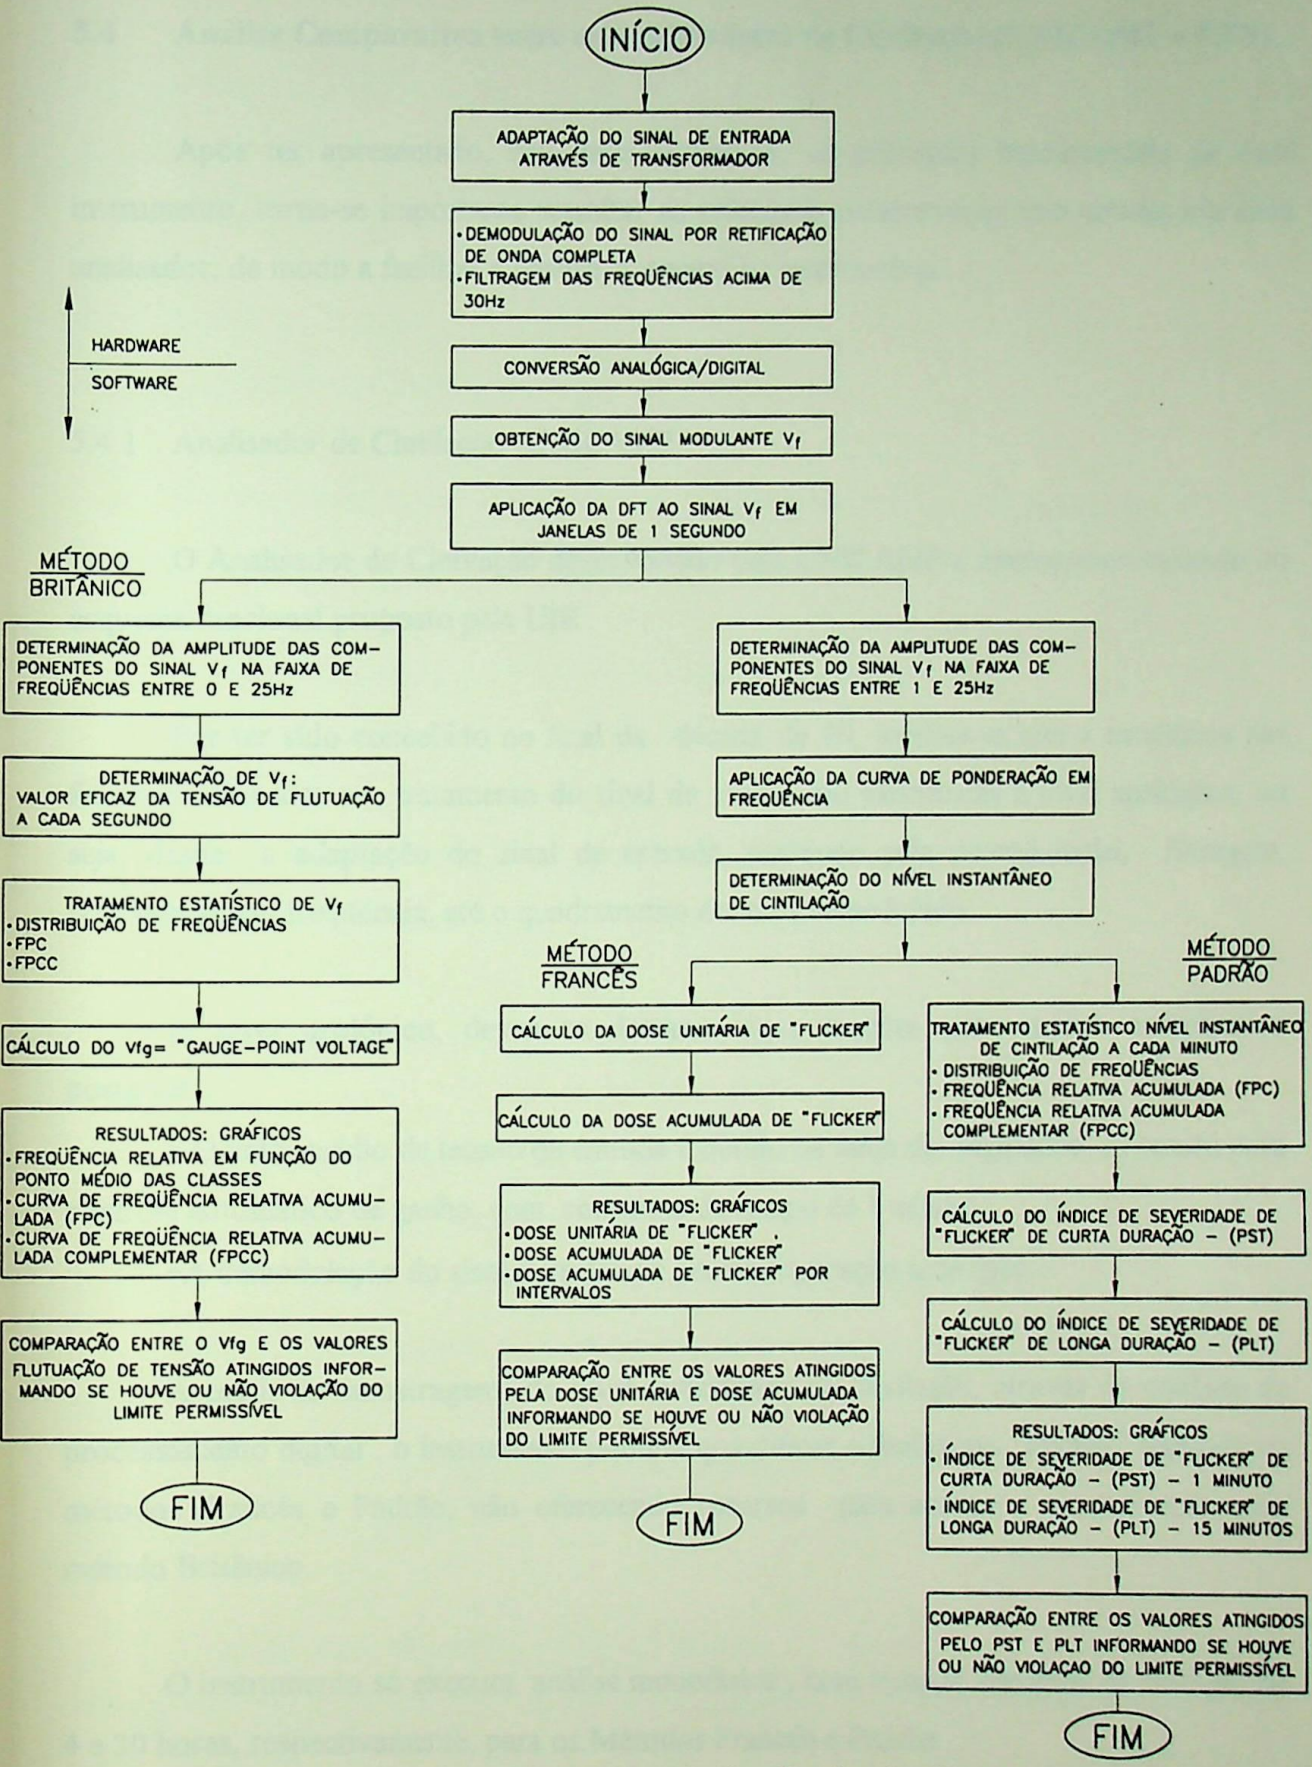 INÍCIO
ADAPTAÇÃO DO SINAL DE ENTRADA
ATRAVÉS DE TRANSFORMADOR
•DEMODULAÇÃO DO SINAL POR RETIFICAÇÃO
DE ONDA COMPLETA
•FILTRAGEM DAS FREQÜÊNCIAS ACIMA DE
30Hz
HARDWARE
SOFTWARE
CONVERSÃO ANALÓGICA/DIGITAL
OBTENÇÃO DO SINAL MODULANTE Vf
APLICAÇÃO DA DFT AO SINAL Vf EM
JANELAS DE 1 SEGUNDO
MÉTODO
BRITÂNICO
DETERMINAÇÃO DA AMPLITUDE DAS COM-
PONENTES DO SINAL Vf NA FAIXA DE
FREQÜÊNCIAS ENTRE 0 E 25Hz
DETERMINAÇÃO DE Vf:
VALOR EFICAZ DA TENSÃO DE FLUTUAÇÃO
A CADA SEGUNDO
TRATAMENTO ESTATÍSTICO DE Vf
•DISTRIBUIÇÃO DE FREQÜÊNCIAS
•FPC
•FPCC
CÁLCULO DO Vfg= "GAUGE-POINT VOLTAGE"
RESULTADOS: GRÁFICOS
•FREQÜÊNCIA RELATIVA EM FUNÇÃO DO
PONTO MÉDIO DAS CLASSES
•CURVA DE FREQÜÊNCIA RELATIVA ACUMU-
LADA (FPC)
•CURVA DE FREQÜÊNCIA RELATIVA ACUMU-
LADA COMPLEMENTAR (FPCC)
COMPARAÇÃO ENTRE O Vfg E OS VALORES
FLUTUAÇÃO DE TENSÃO ATINGIDOS INFOR-
MANDO SE HOUVE OU NÃO VIOLAÇÃO DO
LIMITE PERMISSÍVEL
FIM
DETERMINAÇÃO DA AMPLITUDE DAS COM-
PONENTES DO SINAL Vf NA FAIXA DE
FREQÜÊNCIAS ENTRE 1 E 25Hz
APLICAÇÃO DA CURVA DE PONDERAÇÃO EM
FREQUÊNCIA
DETERMINAÇÃO DO NÍVEL INSTANTÂNEO
DE CINTILAÇÃO
MÉTODO
FRANCÊS
CÁLCULO DA DOSE UNITÁRIA DE "FLICKER"
CÁLCULO DA DOSE ACUMULADA DE "FLICKER"
RESULTADOS: GRÁFICOS
•DOSE UNITÁRIA DE "FLICKER"
•DOSE ACUMULADA DE "FLICKER"
•DOSE ACUMULADA DE "FLICKER" POR
INTERVALOS
COMPARAÇÃO ENTRE OS VALORES ATINGIDOS
PELA DOSE UNITÁRIA E DOSE ACUMULADA
INFORMANDO SE HOUVE OU NÃO VIOLAÇÃO
DO LIMITE PERMISSÍVEL
FIM
MÉTODO
PADRÃO
TRATAMENTO ESTATÍSTICO NÍVEL INSTANTÂNEO
DE CINTILAÇÃO A CADA MINUTO
• DISTRIBUIÇÃO DE FREQÜÊNCIAS
• FREQÜÊNCIA RELATIVA ACUMULADA (FPC)
• FREQÜÊNCIA RELATIVA ACUMULADA
COMPLEMENTAR (FPCC)
CÁLCULO DO ÍNDICE DE SEVERIDADE DE
"FLICKER" DE CURTA DURAÇÃO - (PST)
CÁLCULO DO ÍNDICE DE SEVERIDADE DE
"FLICKER" DE LONGA DURAÇÃO - (PLT)
RESULTADOS: GRÁFICOS
• ÍNDICE DE SEVERIDADE DE "FLICKER" DE
CURTA DURAÇÃO - (PST) - 1 MINUTO
• ÍNDICE DE SEVERIDADE DE "FLICKER" DE
LONGA DURAÇÃO - (PLT) - 15 MINUTOS
COMPARAÇÃO ENTRE OS VALORES ATINGIDOS
PELO PST E PLT INFORMANDO SE HOUVE
OU NÃO VIOLAÇAO DO LIMITE PERMISSÍVEL
FIM